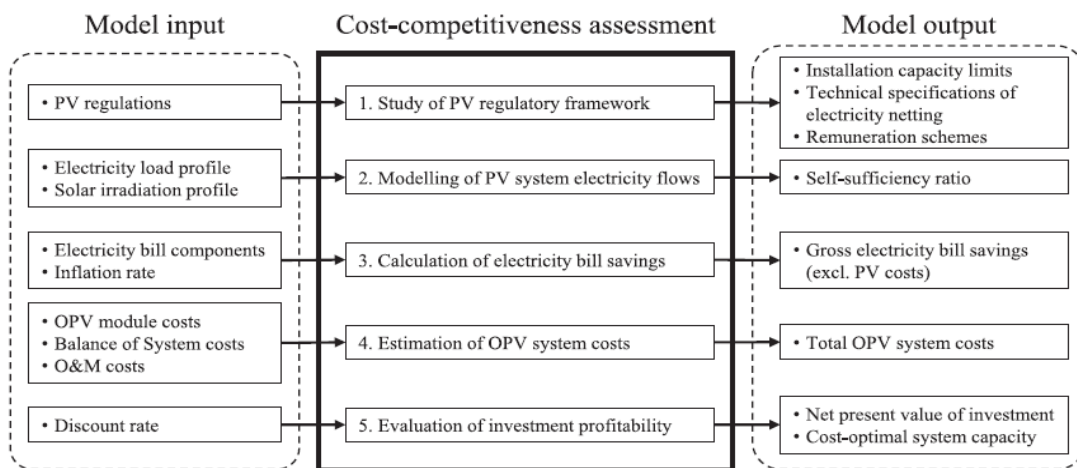 Model input
Cost-competitiveness assessment
Model output
• PV regulations
1. Study of PV regulatory framework
• Installation capacity limits
• Technical specifications of
electricity netting
• Remuneration schemes
• Electricity load profile
• Solar irradiation profile
2. Modelling of PV system electricity flows
• Self-sufficiency ratio
• Electricity bill components
• Inflation rate
3. Calculation of electricity bill savings
• Gross electricity bill savings
(excl. PV costs)
• OPV module costs
• Balance of System costs
• O&M costs
4. Estimation of OPV system costs
• Total OPV system costs
• Discount rate
5. Evaluation of investment profitability
• Net present value of investment
• Cost-optimal system capacity